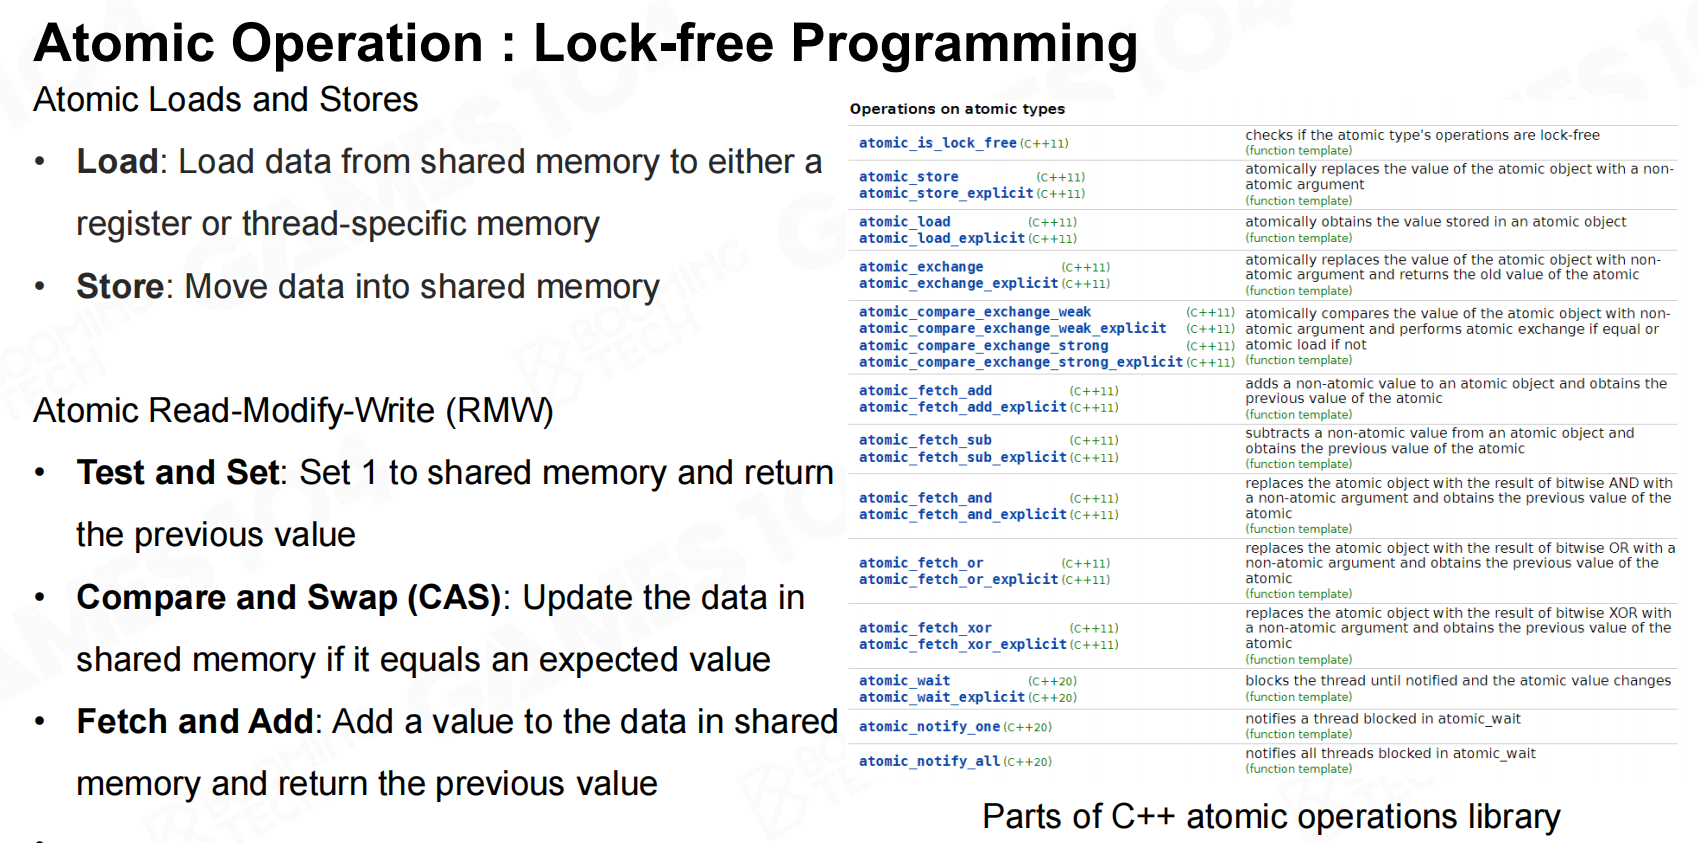 Atomic Operation : Lock-free Programming
Atomic Loads and Stores
• Load: Load data from shared memory to either a
register or thread-specific memory
• Store: Move data into shared memory
Atomic Read-Modify-Write (RMW)
• Test and Set: Set 1 to shared memory and return
the previous value
• Compare and Swap (CAS): Update the data in
shared memory if it equals an expected value
• Fetch and Add: Add a value to the data in shared
memory and return the previous value
Operations on atomic types
atomic_is_lock_free (C++11)
checks if the atomic type's operations are lock-free
(function template)
atomic_store (C++11)
atomic_store_explicit (C++11)
atomically replaces the value of the atomic object with a non-
atomic argument
(function template)
atomic_load (C++11)
atomic_load_explicit (C++11)
atomically obtains the value stored in an atomic object
(function template)
atomic_exchange (C++11)
atomic_exchange_explicit (C++11)
atomically replaces the value of the atomic object with non-
atomic argument and returns the old value of the atomic
(function template)
atomic_compare_exchange_weak (C++11)
atomic_compare_exchange_weak_explicit (C++11)
atomic_compare_exchange_strong (C++11)
atomic_compare_exchange_strong_explicit (C++11)
atomically compares the value of the atomic object with non-
atomic argument and performs atomic exchange if equal or
atomic load if not
(function template)
atomic_fetch_add (C++11)
atomic_fetch_add_explicit (C++11)
adds a non-atomic value to an atomic object and obtains the
previous value of the atomic
(function template)
atomic_fetch_sub (C++11)
atomic_fetch_sub_explicit (C++11)
subtracts a non-atomic value from an atomic object and
obtains the previous value of the atomic
(function template)
atomic_fetch_and (C++11)
atomic_fetch_and_explicit (C++11)
replaces the atomic object with the result of bitwise AND with
a non-atomic argument and obtains the previous value of the
atomic
(function template)
atomic_fetch_or (C++11)
atomic_fetch_or_explicit (C++11)
replaces the atomic object with the result of bitwise OR with a
non-atomic argument and obtains the previous value of the
atomic
(function template)
atomic_fetch_xor (C++11)
atomic_fetch_xor_explicit (C++11)
replaces the atomic object with the result of bitwise XOR with
a non-atomic argument and obtains the previous value of the
atomic
(function template)
atomic_wait (C++20)
atomic_wait_explicit (C++20)
blocks the thread until notified and the atomic value changes
(function template)
atomic_notify_one (C++20)
notifies a thread blocked in atomic_wait
(function template)
atomic_notify_all (C++20)
notifies all threads blocked in atomic_wait
(function template)
Parts of C++ atomic operations library
GAMES104
BOOMING
TECH